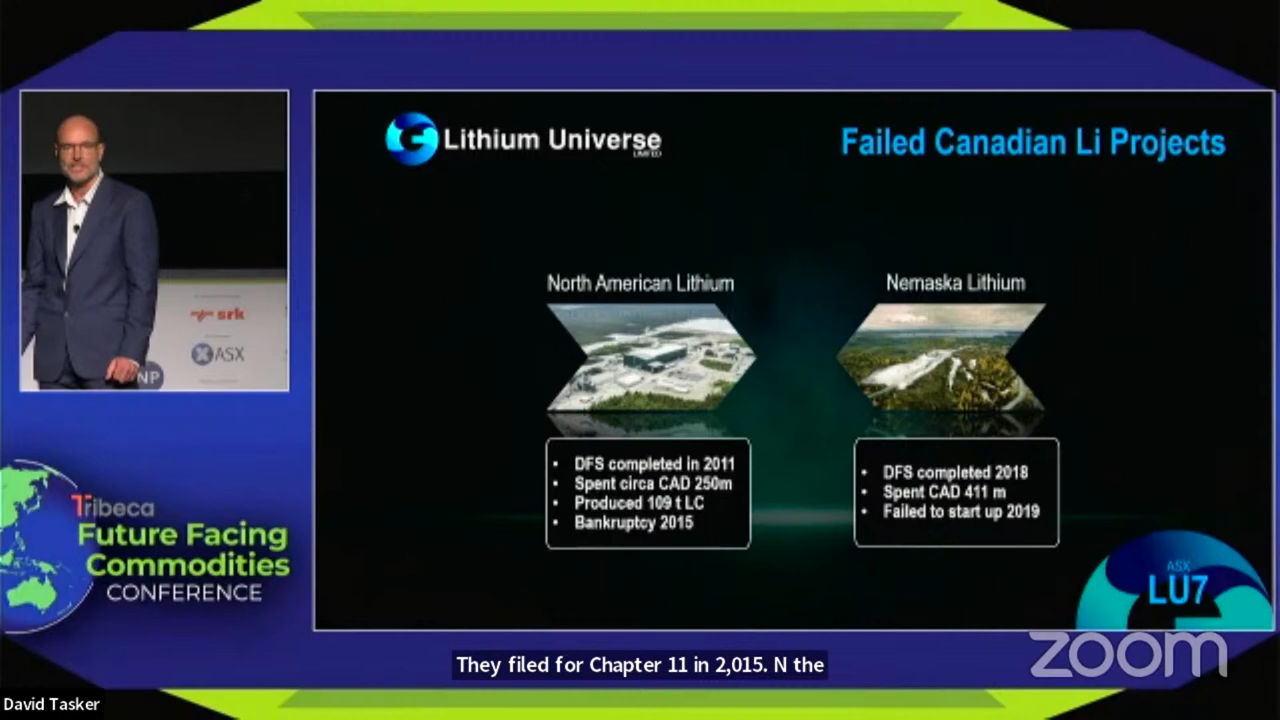 Lithium Universe
LIMITED
Failed Canadian Li Projects
North American Lithium
Nemaska Lithium
• DFS completed in 2011
• Spent circa CAD 250m
• Produced 109 t LC
• Bankruptcy 2015
• DFS completed 2018
• Spent CAD 411 m
• Failed to start up 2019
srk
ASX
NP
Tribeca
Future Facing
Commodities
CONFERENCE
ASX
LU7
zoom
They filed for Chapter 11 in 2,015. N the
David Tasker